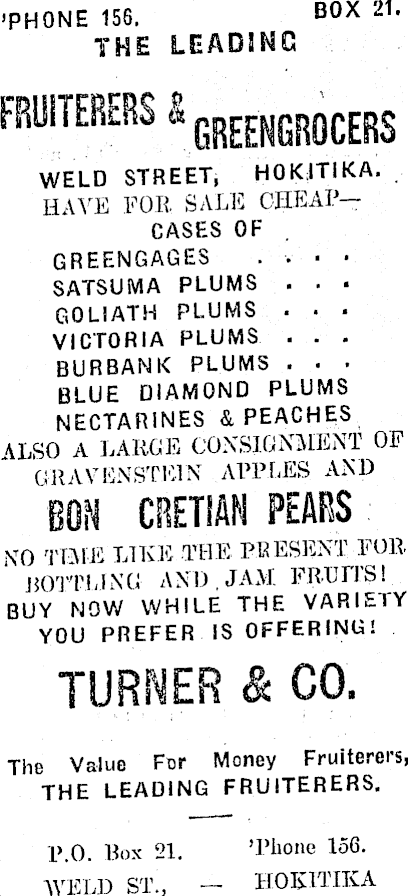 'PHONE 156. BOX 21.
THE LEADING
FRUITERERS & GREENGROCERS
WELD STREET, HOKITIKA.
HAVE FOR SALE CHEAP—
CASES OF
GREENGAGES . . . .
SATSUMA PLUMS . . .
GOLIATH PLUMS . . .
VICTORIA PLUMS . . .
BURBANK PLUMS . . .
BLUE DIAMOND PLUMS
NECTARINES & PEACHES
ALSO A LARGE CONSIGNMENT OF
GRAVENSTEIN APPLES AND
BON CRETIAN PEARS
NO TIME LIKE THE PRESENT FOR
BOTTLING AND JAM FRUITS!
BUY NOW WHILE THE VARIETY
YOU PREFER IS OFFERING!
TURNER & CO.
The Value For Money Fruiterers,
THE LEADING FRUITERERS.
P.O. Box 21. 'Phone 156.
WELD ST., — HOKITIKA